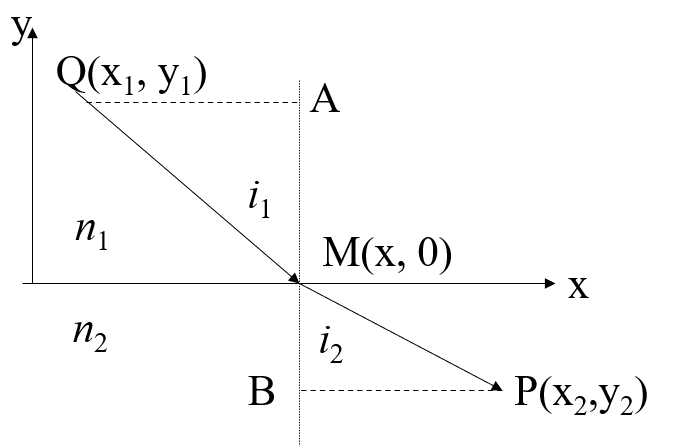 y
Q(x₁, y₁)
A
i₁
n₁
M(x, 0)
x
n₂
i₂
B
P(x₂,y₂)